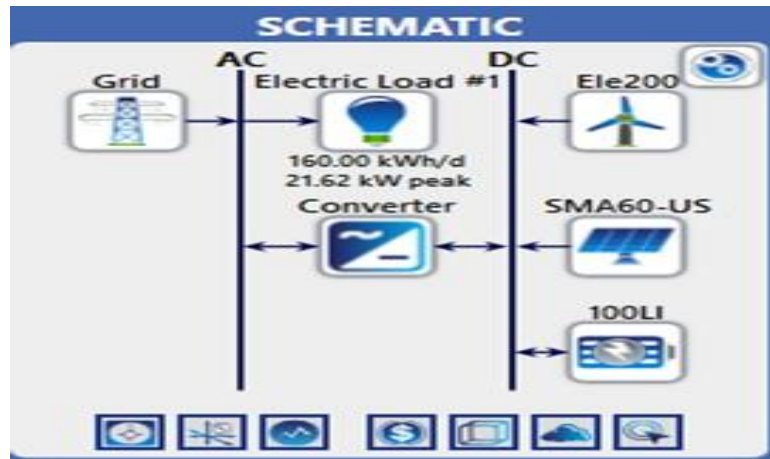 SCHEMATIC
AC
DC
Grid
Electric Load #1
Ele200
160.00 kWh/d
21.62 kW peak
Converter
SMA60-US
100LI